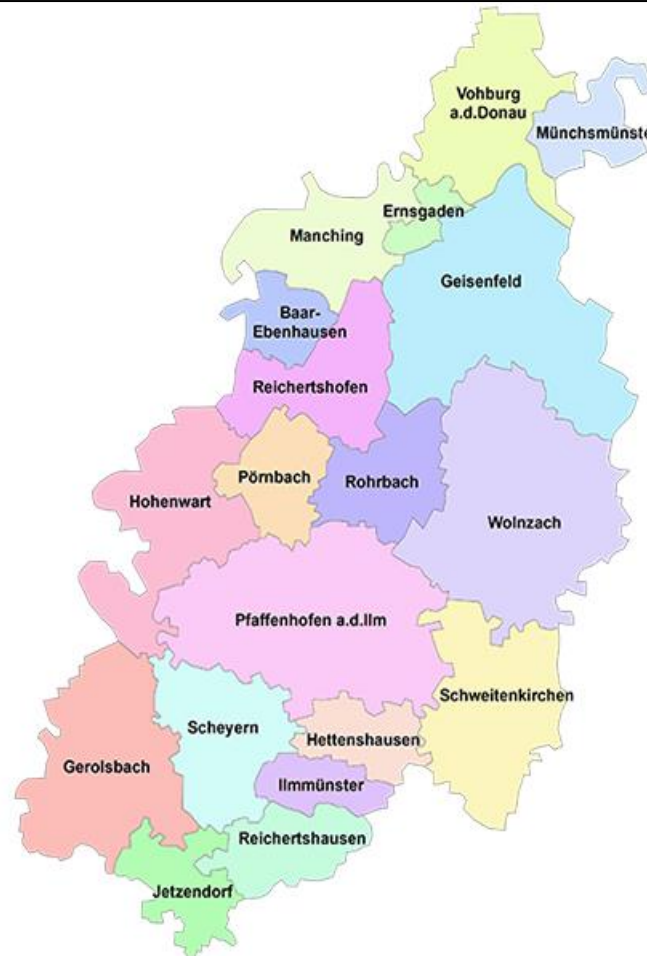 Vohburg
a.d.Donau
Münchsmünste
Ernsgaden
Manching
Geisenfeld
Baar-
Ebenhausen
Reichertshofen
Pörnbach
Rohrbach
Hohenwart
Wolnzach
Pfaffenhofen a.d.Ilm
Schweitenkirchen
Scheyern
Hettenshausen
Gerolsbach
Ilmmünster
Reichertshausen
Jetzendorf